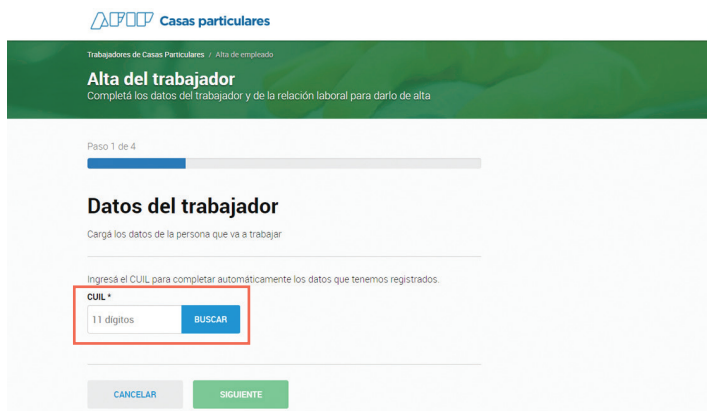 AFIP Casas particulares
Trabajadores de Casas Particulares / Alta de empleado
Alta del trabajador
Completá los datos del trabajador y de la relación laboral para darlo de alta
Paso 1 de 4
Datos del trabajador
Cargá los datos de la persona que va a trabajar
Ingresá el CUIL para completar automáticamente los datos que tenemos registrados.
CUIL *
11 dígitos BUSCAR
CANCELAR SIGUIENTE